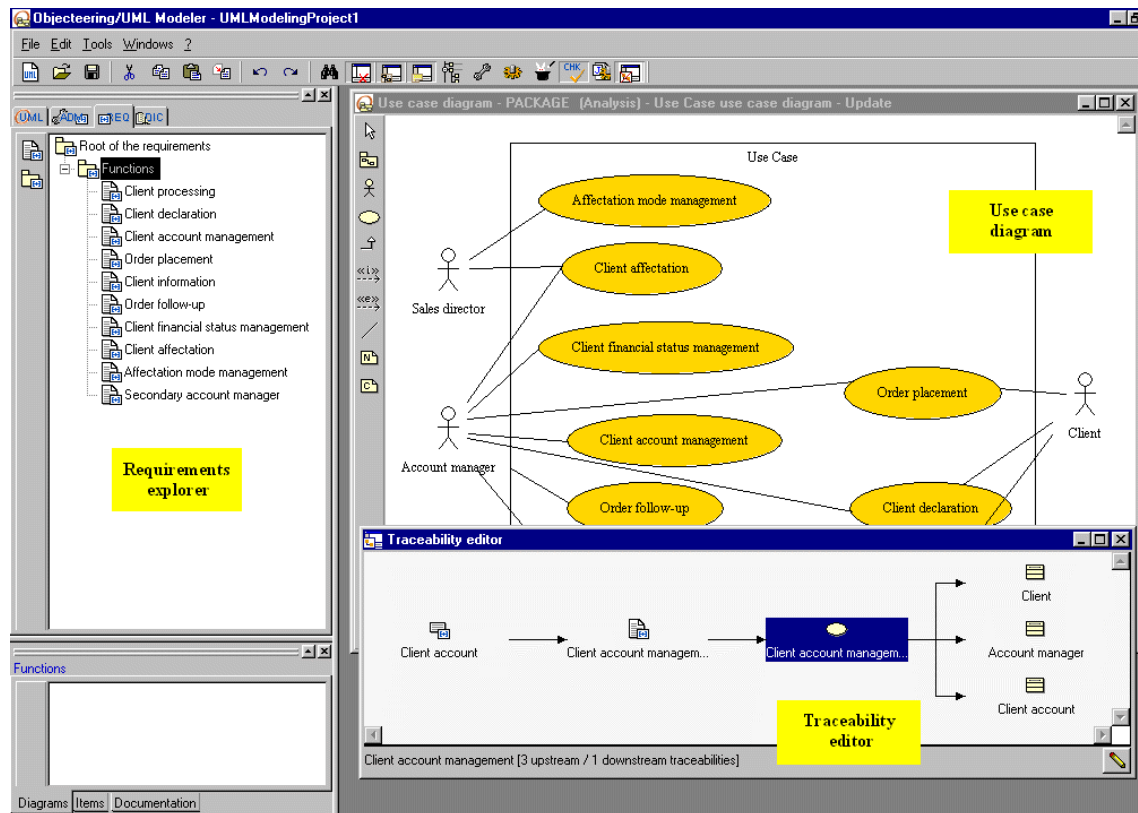 Objecteering/UML Modeler - UMLModelingProject1
File Edit Tools Windows ?
UML
CHK
UML ADM REQ DIC
Root of the requirements
Functions
Client processing
Client declaration
Client account management
Order placement
Client information
Order follow-up
Client financial status management
Client affectation
Affectation mode management
Secondary account manager
Requirements
explorer
Functions
Diagrams Items Documentation
Use case diagram - PACKAGE (Analysis) - Use Case use case diagram - Update
«i»
«e»
N
C
Use Case
Affectation mode management
Use case
diagram
Client affectation
Sales director
Client financial status management
Order placement
Client
Client account management
Account manager
Order follow-up
Client declaration
Traceability editor
Client
Client account
Client account managem...
Client account managem...
Account manager
Client account
Traceability
editor
Client account management [3 upstream / 1 downstream traceabilities]